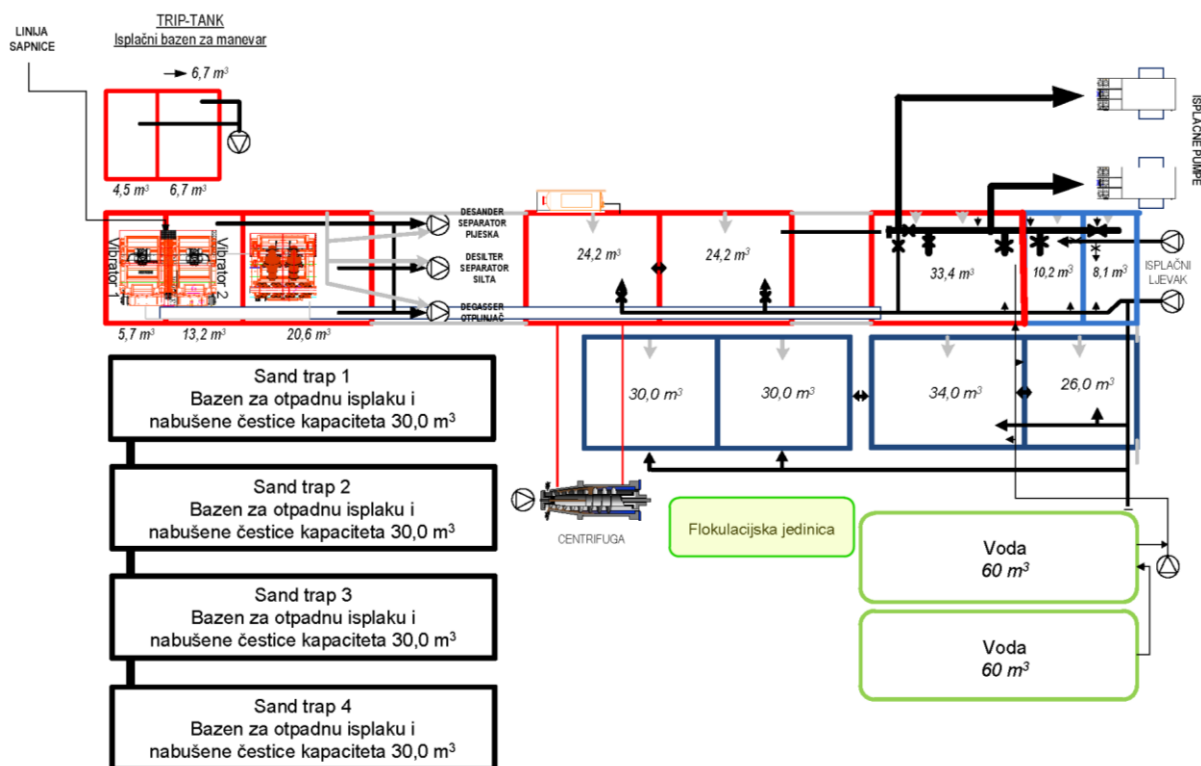 LINIJA
SAPNICE
TRIP-TANK
Isplačni bazen za manevar
6,7 m³
4,5 m³
6,7 m³
ISPLAČNE PUMPE
Vibrator 1
Vibrator 2
DESANDER
SEPARATOR
PIJESKA
DESILTER
SEPARATOR
SILTA
DEGASSER
OTPLINJAČ
24,2 m³
24,2 m³
33,4 m³
10,2 m³
8,1 m³
ISPLAČNI
LJEVAK
5,7 m³
13,2 m³
20,6 m³
30,0 m³
30,0 m³
34,0 m³
26,0 m³
Sand trap 1
Bazen za otpadnu isplaku i
nabušene čestice kapaciteta 30,0 m³
Sand trap 2
Bazen za otpadnu isplaku i
nabušene čestice kapaciteta 30,0 m³
Sand trap 3
Bazen za otpadnu isplaku i
nabušene čestice kapaciteta 30,0 m³
Sand trap 4
Bazen za otpadnu isplaku i
nabušene čestice kapaciteta 30,0 m³
CENTRIFUGA
Flokulacijska jedinica
Voda
60 m³
Voda
60 m³